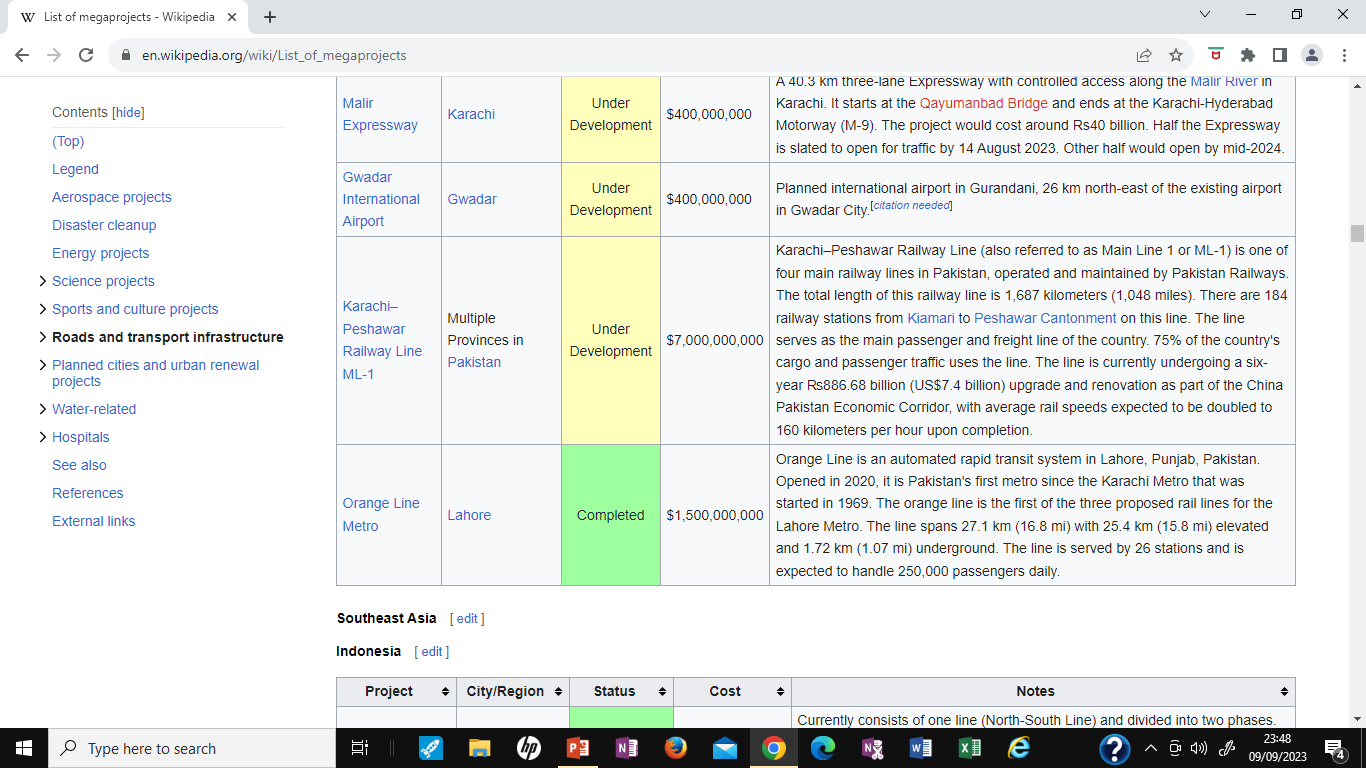 List of megaprojects - Wikipedia
en.wikipedia.org/wiki/List_of_megaprojects
Contents [hide]
(Top)
Legend
Aerospace projects
Disaster cleanup
Energy projects
Science projects
Sports and culture projects
Roads and transport infrastructure
Planned cities and urban renewal
projects
Water-related
Hospitals
See also
References
External links
Malir
Expressway
Karachi
Under
Development
$400,000,000
A 40.3 km three-lane Expressway with controlled access along the Malir River in
Karachi. It starts at the Qayumanbad Bridge and ends at the Karachi-Hyderabad
Motorway (M-9). The project would cost around Rs40 billion. Half the Expressway
is slated to open for traffic by 14 August 2023. Other half would open by mid-2024.
Gwadar
International
Airport
Gwadar
Under
Development
$400,000,000
Planned international airport in Gurandani, 26 km north-east of the existing airport
in Gwadar City.[citation needed]
Karachi–
Peshawar
Railway Line
ML-1
Multiple
Provinces in
Pakistan
Under
Development
$7,000,000,000
Karachi–Peshawar Railway Line (also referred to as Main Line 1 or ML-1) is one of
four main railway lines in Pakistan, operated and maintained by Pakistan Railways.
The total length of this railway line is 1,687 kilometers (1,048 miles). There are 184
railway stations from Kiamari to Peshawar Cantonment on this line. The line
serves as the main passenger and freight line of the country. 75% of the country's
cargo and passenger traffic uses the line. The line is currently undergoing a six-
year ₨886.68 billion (US$7.4 billion) upgrade and renovation as part of the China
Pakistan Economic Corridor, with average rail speeds expected to be doubled to
160 kilometers per hour upon completion.
Orange Line
Metro
Lahore
Completed
$1,500,000,000
Orange Line is an automated rapid transit system in Lahore, Punjab, Pakistan.
Opened in 2020, it is Pakistan's first metro since the Karachi Metro that was
started in 1969. The orange line is the first of the three proposed rail lines for the
Lahore Metro. The line spans 27.1 km (16.8 mi) with 25.4 km (15.8 mi) elevated
and 1.72 km (1.07 mi) underground. The line is served by 26 stations and is
expected to handle 250,000 passengers daily.
Southeast Asia [ edit ]
Indonesia [ edit ]
Project City/Region Status Cost Notes
Currently consists of one line (North-South Line) and divided into two phases.
Type here to search
23:48
09/09/2023
4